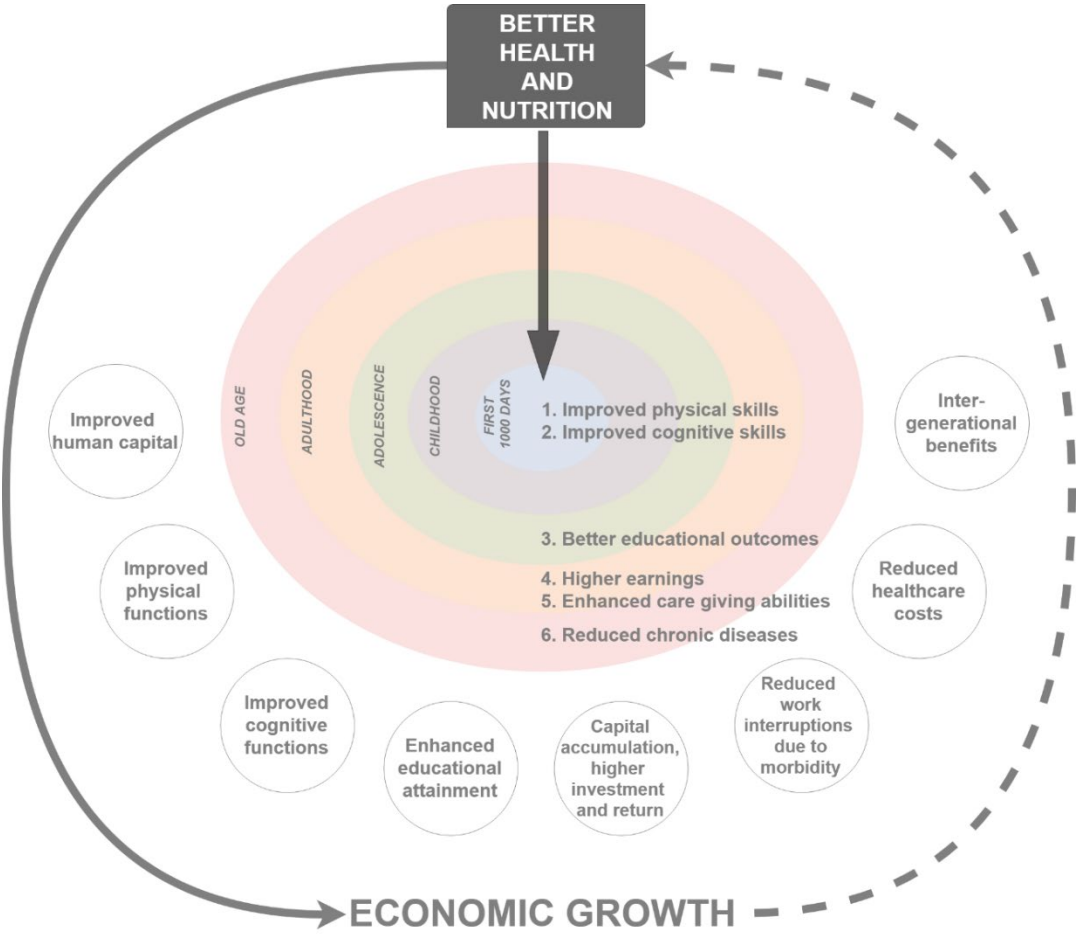 BETTER
HEALTH
AND
NUTRITION
OLD AGE
ADULTHOOD
ADOLESCENCE
CHILDHOOD
FIRST
1000 DAYS
1. Improved physical skills
2. Improved cognitive skills
3. Better educational outcomes
4. Higher earnings
5. Enhanced care giving abilities
6. Reduced chronic diseases
Improved
human capital
Improved
physical
functions
Improved
cognitive
functions
Enhanced
educational
attainment
Capital
accumulation,
higher
investment
and return
Reduced
work
interruptions
due to
morbidity
Reduced
healthcare
costs
Inter-
generational
benefits
ECONOMIC GROWTH